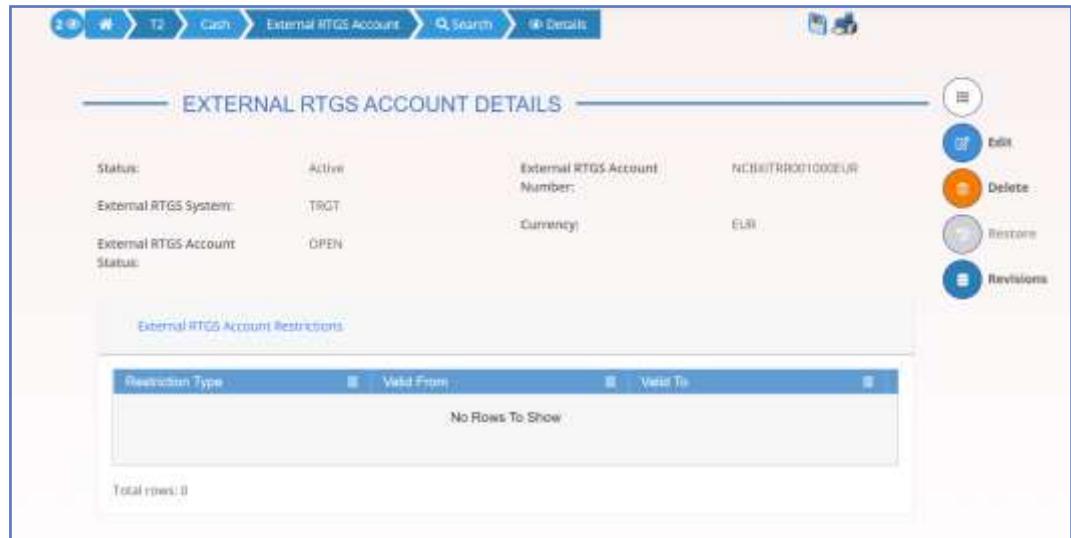 2
T2
Cash
External RTGS Account
Search
Details
EXTERNAL RTGS ACCOUNT DETAILS
Edit
Delete
Restore
Revisions
Status:
Active
External RTGS Account
Number:
External RTGS System:
TRGT
Currency:
EUR
External RTGS Account
Status:
OPEN
External RTGS Account Restrictions
Restriction Type
Valid From
Valid To
No Rows To Show
Total rows: 0